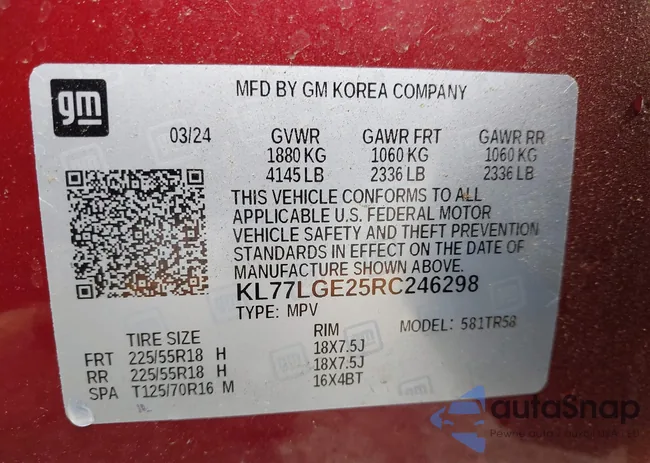 gm
MFD BY GM KOREA COMPANY
03/24 GVWR GAWR FRT GAWR RR
1880 KG 1060 KG 1060 KG
4145 LB 2336 LB 2336 LB
THIS VEHICLE CONFORMS TO ALL
APPLICABLE U.S. FEDERAL MOTOR
VEHICLE SAFETY AND THEFT PREVENTION
STANDARDS IN EFFECT ON THE DATE OF
MANUFACTURE SHOWN ABOVE.
KL77LGE25RC246298
TYPE: MPV MODEL: 581TR58
TIRE SIZE RIM
FRT 225/55R18 H 18X7.5J
RR 225/55R18 H 18X7.5J
SPA T125/70R16 M 16X4BT
autaSnap